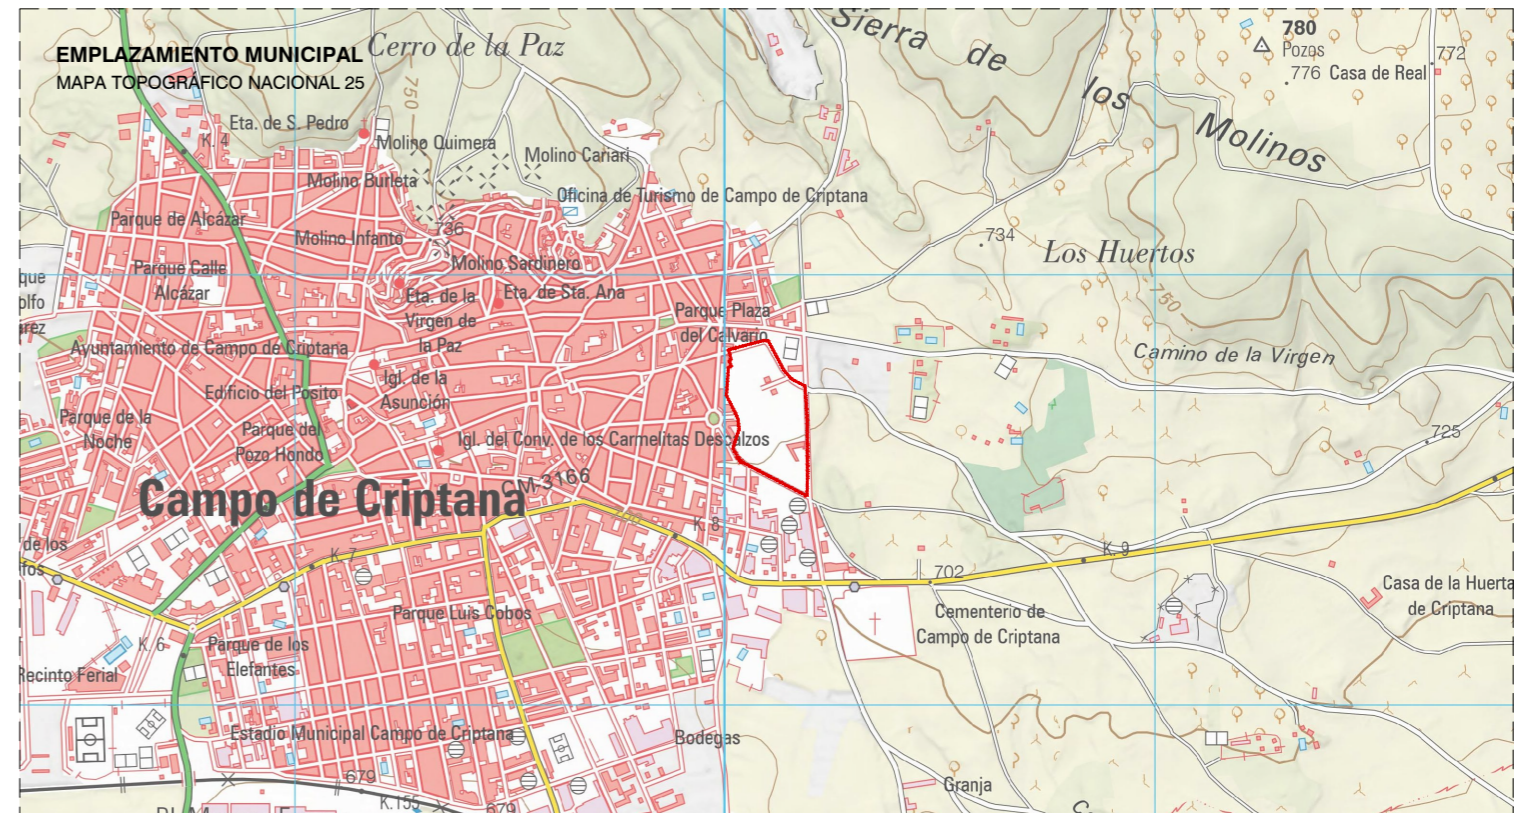 EMPLAZAMIENTO MUNICIPAL
MAPA TOPOGRÁFICO NACIONAL 25
Cerro de la Paz
Sierra de los Molinos
780
Pozos
776 Casa de Real
772
750
Eta. de S. Pedro
K. 4
Molino Quimera
Molino Cariari
Molino Burleta
Oficina de Turismo de Campo de Criptana
Parque de Alcázar
736
Molino Infanto
734
Los Huertos
Molino Sardinero
Parque Calle
Alcázar
Eta. de la
Virgen de
la Paz
Eta. de Sta. Ana
750
Parque Plaza
del Calvario
Ayuntamiento de Campo de Criptana
Camino de la Virgen
Igl. de la
Asunción
Edificio del Posito
Parque de la
Noche
Parque del
Pozo Hondo
Igl. del Conv. de los Carmelitas Descalzos
725
Campo de Criptana
CM-3166
K. 8
de los
fos
K. 7
K. 9
702
Casa de la Huerta
de Criptana
Parque Luis Cobos
Cementerio de
Campo de Criptana
K. 6
Parque de los
Elefantes
Recinto Ferial
Estadio Municipal Campo de Criptana
Bodegas
679
K.155
679
Granja